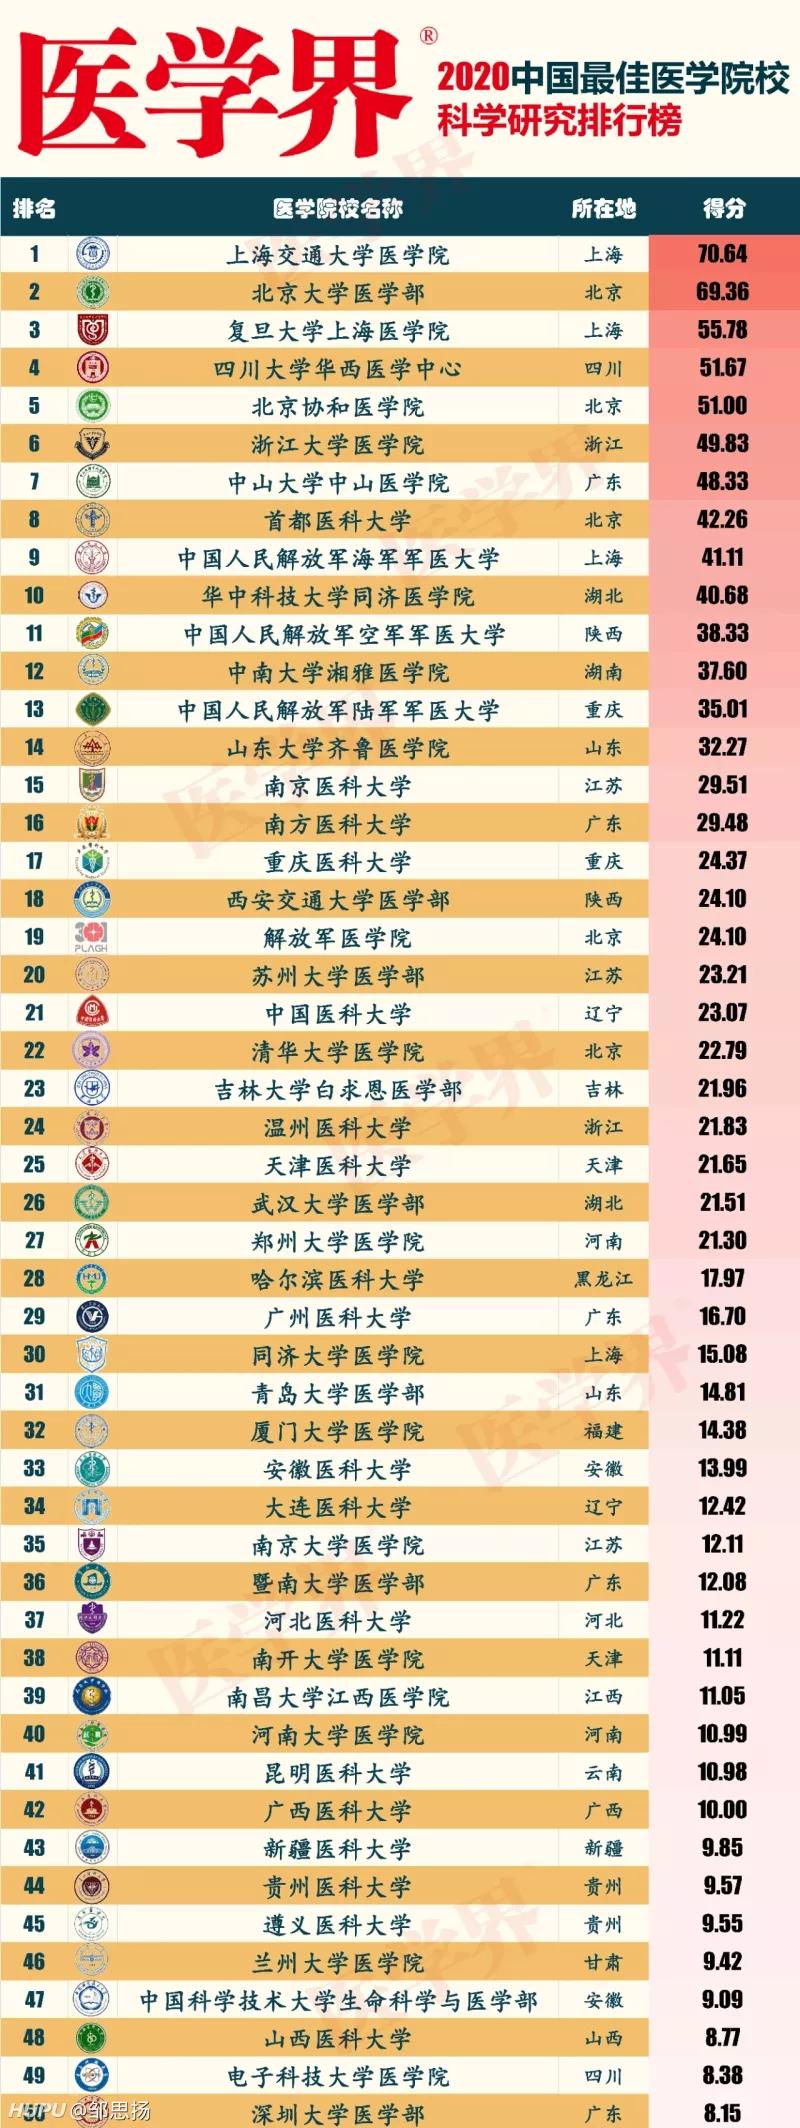 医学界®
2020中国最佳医学院校
科学研究排行榜
排名 医学院校名称 所在地 得分
1 上海交通大学医学院 上海 70.64
2 北京大学医学部 北京 69.36
3 复旦大学上海医学院 上海 55.78
4 四川大学华西医学中心 四川 51.67
5 北京协和医学院 北京 51.00
6 浙江大学医学院 浙江 49.83
7 中山大学中山医学院 广东 48.33
8 首都医科大学 北京 42.26
9 中国人民解放军海军军医大学 上海 41.11
10 华中科技大学同济医学院 湖北 40.68
11 中国人民解放军空军军医大学 陕西 38.33
12 中南大学湘雅医学院 湖南 37.60
13 中国人民解放军陆军军医大学 重庆 35.01
14 山东大学齐鲁医学院 山东 32.27
15 南京医科大学 江苏 29.51
16 南方医科大学 广东 29.48
17 重庆医科大学 重庆 24.37
18 西安交通大学医学部 陕西 24.10
19 解放军医学院 北京 24.10
20 苏州大学医学部 江苏 23.21
21 中国医科大学 辽宁 23.07
22 清华大学医学院 北京 22.79
23 吉林大学白求恩医学部 吉林 21.96
24 温州医科大学 浙江 21.83
25 天津医科大学 天津 21.65
26 武汉大学医学部 湖北 21.51
27 郑州大学医学院 河南 21.30
28 哈尔滨医科大学 黑龙江 17.97
29 广州医科大学 广东 16.70
30 同济大学医学院 上海 15.08
31 青岛大学医学部 山东 14.81
32 厦门大学医学院 福建 14.38
33 安徽医科大学 安徽 13.99
34 大连医科大学 辽宁 12.42
35 南京大学医学院 江苏 12.11
36 暨南大学医学部 广东 12.08
37 河北医科大学 河北 11.22
38 南开大学医学院 天津 11.11
39 南昌大学江西医学院 江西 11.05
40 河南大学医学院 河南 10.99
41 昆明医科大学 云南 10.98
42 广西医科大学 广西 10.00
43 新疆医科大学 新疆 9.85
44 贵州医科大学 贵州 9.57
45 遵义医科大学 贵州 9.55
46 兰州大学医学院 甘肃 9.42
47 中国科学技术大学生命科学与医学部 安徽 9.09
48 山西医科大学 山西 8.77
49 电子科技大学医学院 四川 8.38
50 深圳大学医学部 广东 8.15
HUPU @邹思扬